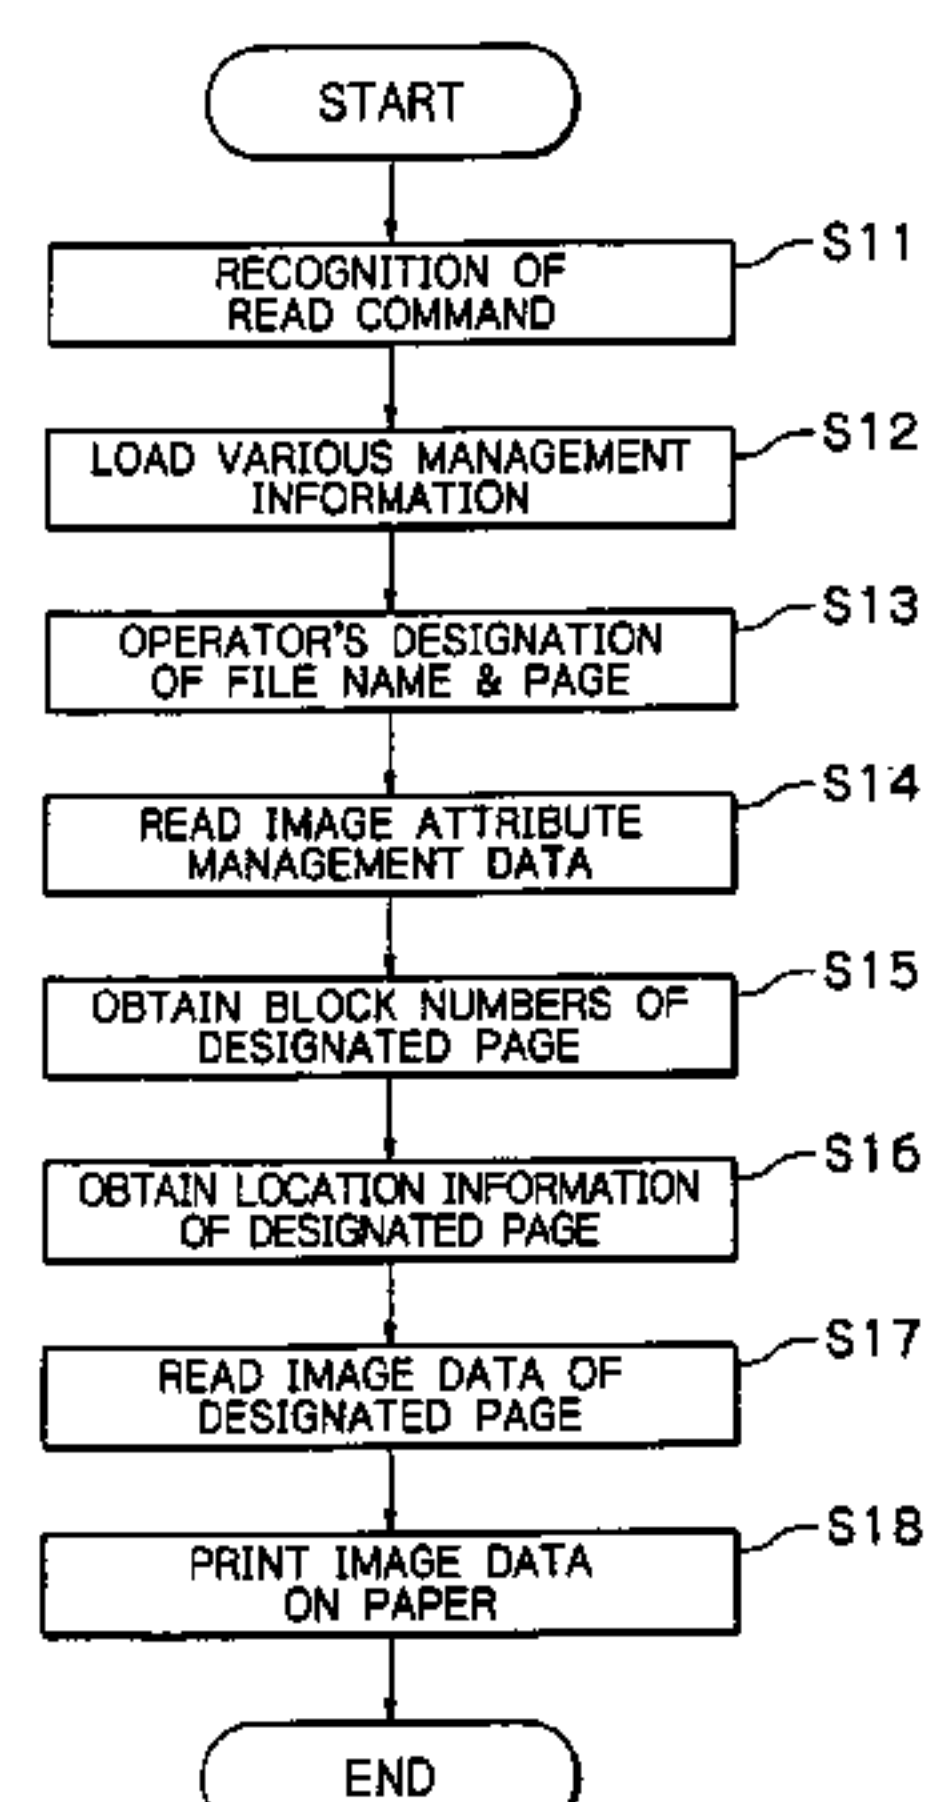 START
S11
RECOGNITION OF
READ COMMAND
S12
LOAD VARIOUS MANAGEMENT
INFORMATION
S13
OPERATOR'S DESIGNATION
OF FILE NAME & PAGE
S14
READ IMAGE ATTRIBUTE
MANAGEMENT DATA
S15
OBTAIN BLOCK NUMBERS OF
DESIGNATED PAGE
S16
OBTAIN LOCATION INFORMATION
OF DESIGNATED PAGE
S17
READ IMAGE DATA OF
DESIGNATED PAGE
S18
PRINT IMAGE DATA
ON PAPER
END